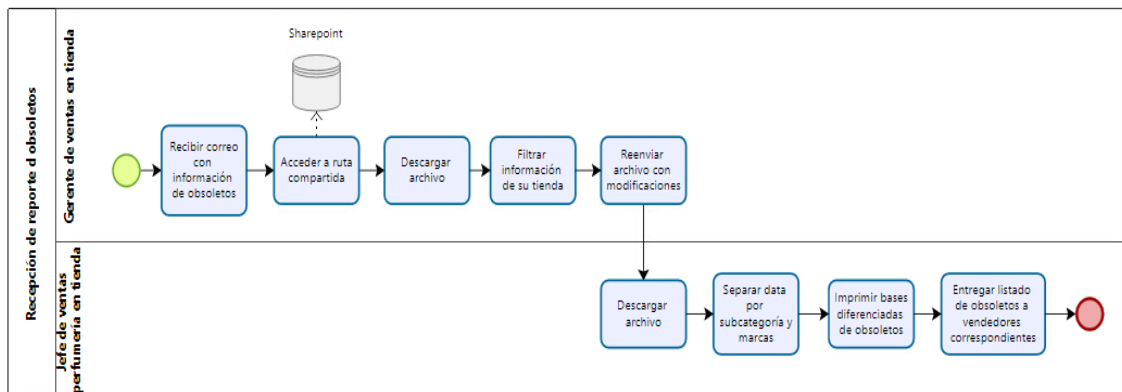 Recepción de reporte d obsoletos
Gerente de ventas en tienda
Sharepoint
Recibir correo
con
información
de obsoletos
Acceder a ruta
compartida
Descargar
archivo
Filtrar
información
de su tienda
Reenviar
archivo con
modificaciones
Jefe de ventas
perfumería en tienda
Descargar
archivo
Separar data
por
subcategoría y
marcas
Imprimir bases
diferenciadas
de obsoletos
Entregar listado
de obsoletos a
vendedores
correspondientes